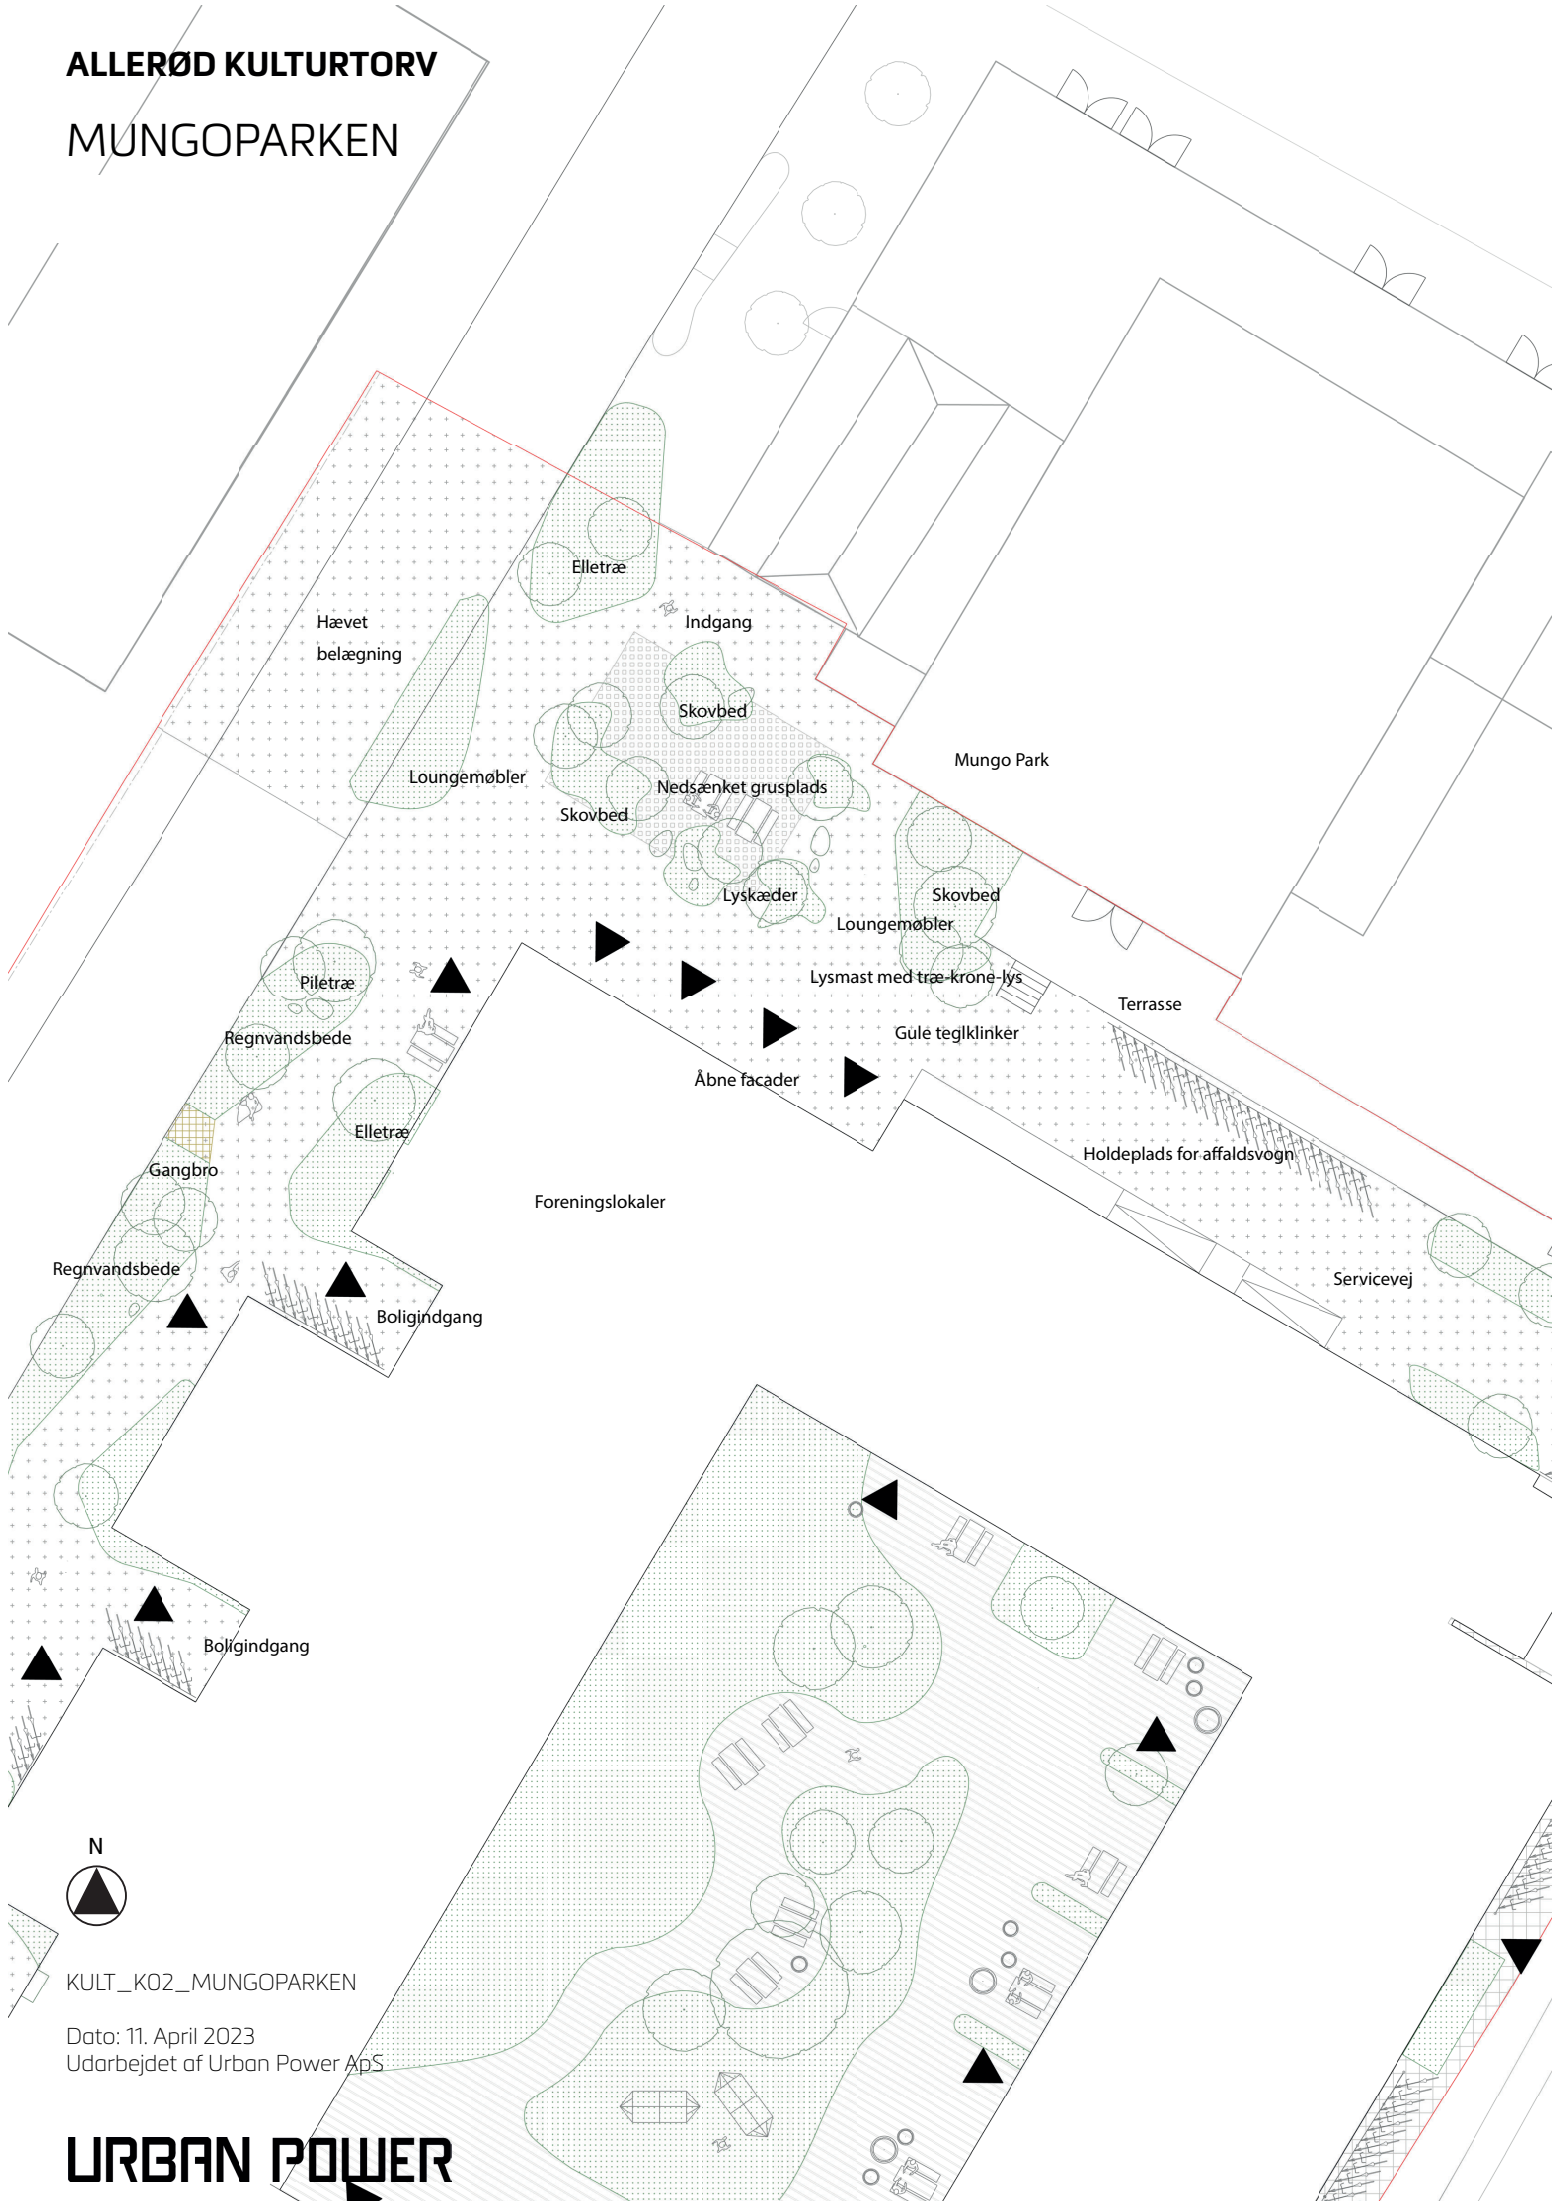 ALLERØD KULTURTORV
MUNGOPARKEN
Elletræ
Hævet
belægning
Indgang
Skovbed
Mungo Park
Loungemøbler
Nedsænket grusplads
Skovbed
Lyskæder
Skovbed
Loungemøbler
Piletræ
Lysmast med træ-krone-lys
Terrasse
Regnvandsbede
Gule teglklinker
Åbne facader
Elletræ
Holdeplads for affaldsvogn
Gangbro
Foreningslokaler
Regnvandsbede
Servicevej
Boligindgang
Boligindgang
N
KULT_K02_MUNGOPARKEN
Dato: 11. April 2023
Udarbejdet af Urban Power ApS
URBAN POWER